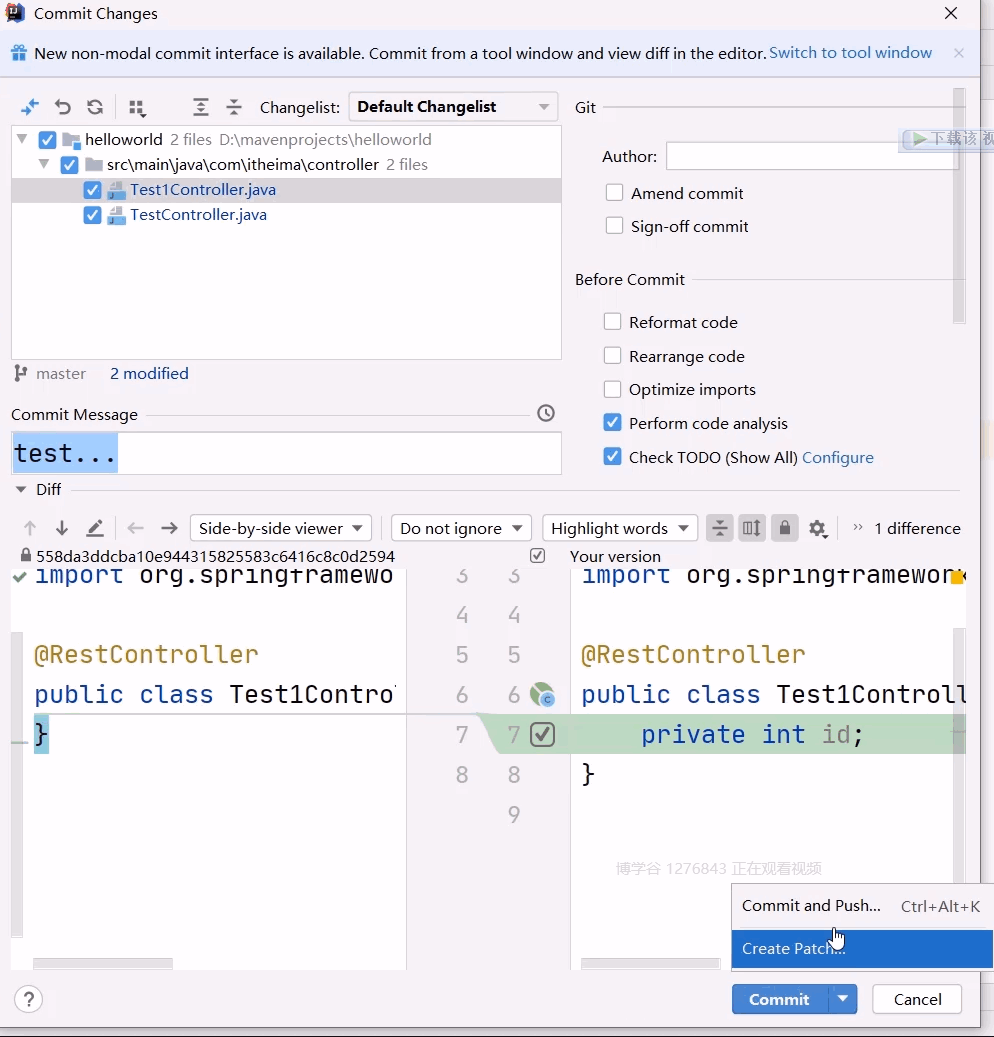 Commit Changes
New non-modal commit interface is available. Commit from a tool window and view diff in the editor. Switch to tool window
Changelist: Default Changelist
helloworld 2 files D:\mavenprojects\helloworld
src\main\java\com\itheima\controller 2 files
Test1Controller.java
TestController.java
master 2 modified
Commit Message
test...
Git
下载该视
Author:
Amend commit
Sign-off commit
Before Commit
Reformat code
Rearrange code
Optimize imports
Perform code analysis
Check TODO (Show All) Configure
Diff
Side-by-side viewer Do not ignore Highlight words 1 difference
558da3ddcba10e944315825583c6416c8c0d2594 Your version
import org.springframewo 3 3 import org.springframework
4 4
@RestController 5 5 @RestController
public class Test1Contro 6 6 public class Test1Controll
} 7 7 private int id;
8 8 }
9
博学谷 1276843 正在观看视频
Commit and Push... Ctrl+Alt+K
Create Patch...
? Commit Cancel